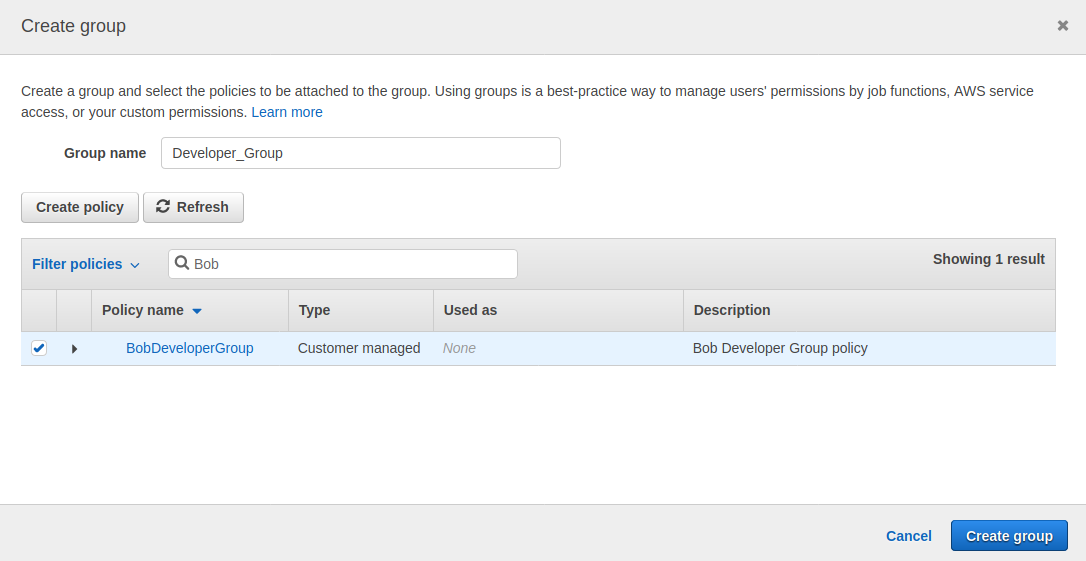 Create group
Create a group and select the policies to be attached to the group. Using groups is a best-practice way to manage users' permissions by job functions, AWS service
access, or your custom permissions. Learn more
Group name Developer_Group
Create policy Refresh
Filter policies Bob Showing 1 result
Policy name Type Used as Description
BobDeveloperGroup Customer managed None Bob Developer Group policy
Cancel Create group